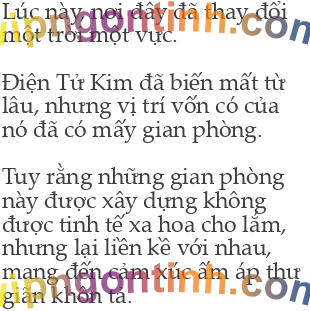 Lúc này, nơi đây đã thay đổi
một trời một vực.
Điện Tử Kim đã biến mất từ
lâu, nhưng vị trí vốn có của
nó đã có mấy gian phòng.
Tuy rằng những gian phòng
này được xây dựng không
được tinh tế xa hoa cho lắm,
nhưng lại liền kề với nhau,
mang đến cảm xúc ấm áp thư
giãn khôn tả.